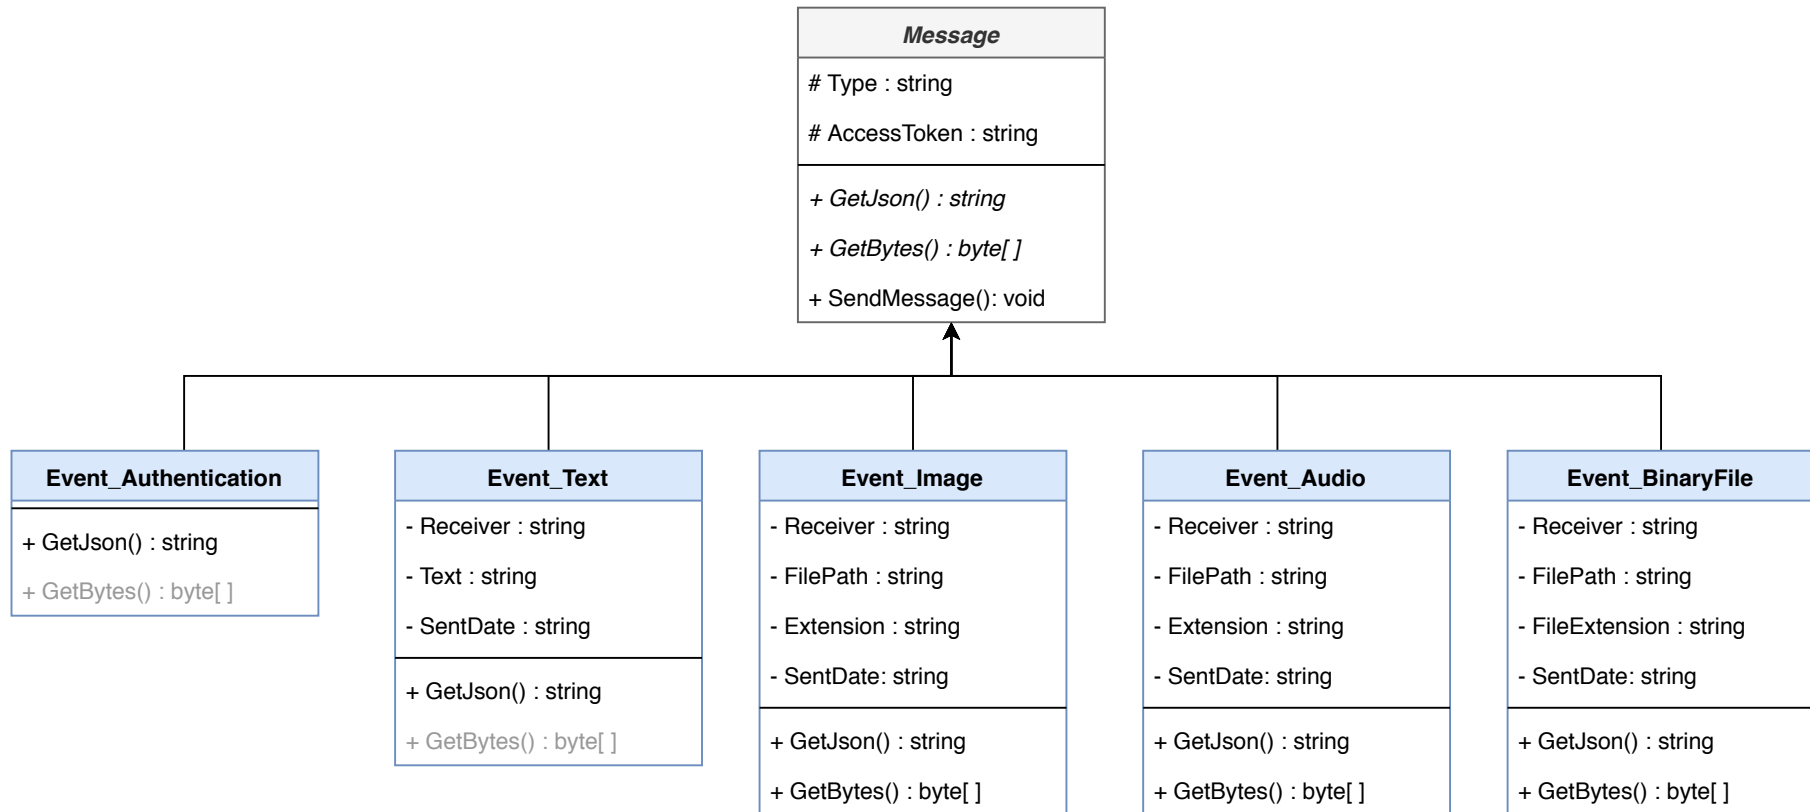 Message
# Type : string
# AccessToken : string
+ GetJson() : string
+ GetBytes() : byte[ ]
+ SendMessage(): void
Event_Authentication
+ GetJson() : string
+ GetBytes() : byte[ ]
Event_Text
- Receiver : string
- Text : string
- SentDate : string
+ GetJson() : string
+ GetBytes() : byte[ ]
Event_Image
- Receiver : string
- FilePath : string
- Extension : string
- SentDate: string
+ GetJson() : string
+ GetBytes() : byte[ ]
Event_Audio
- Receiver : string
- FilePath : string
- Extension : string
- SentDate: string
+ GetJson() : string
+ GetBytes() : byte[ ]
Event_BinaryFile
- Receiver : string
- FilePath : string
- FileExtension : string
- SentDate: string
+ GetJson() : string
+ GetBytes() : byte[ ]